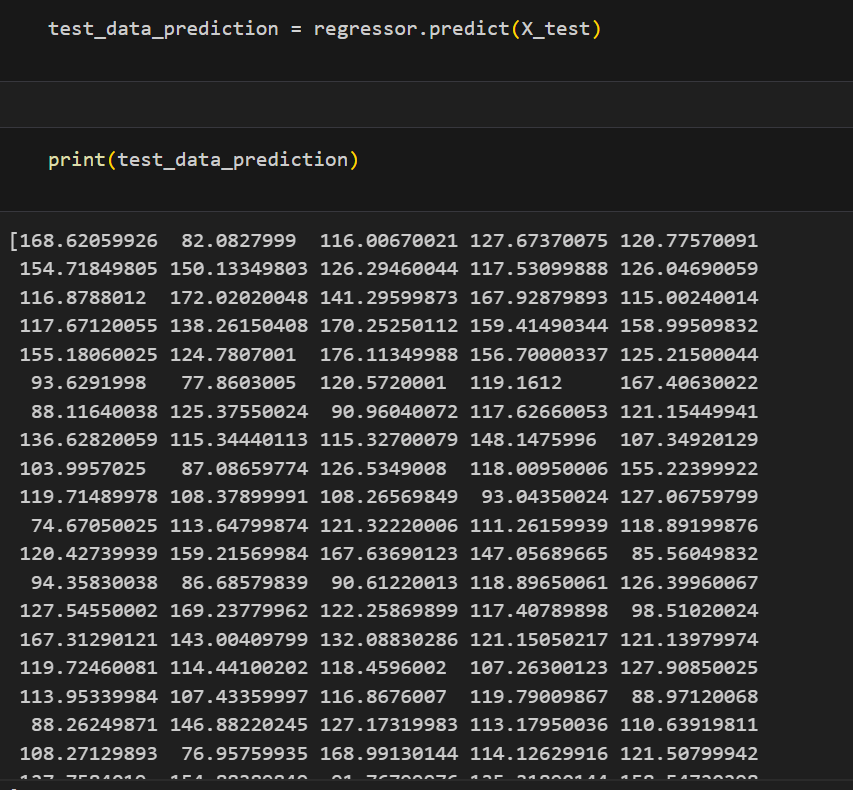 test_data_prediction = regressor.predict(X_test)
print(test_data_prediction)
[168.62059926  82.0827999  116.00670021 127.67370075 120.77570091
 154.71849805 150.13349803 126.29460044 117.53099888 126.04690059
 116.8788012  172.02020048 141.29599873 167.92879893 115.00240014
 117.67120055 138.26150408 170.25250112 159.41490344 158.99509832
 155.18060025 124.7807001  176.11349988 156.70000337 125.21500044
  93.6291998   77.8603005  120.5720001  119.1612     167.40630022
  88.11640038 125.37550024  90.96040072 117.62660053 121.15449941
 136.62820059 115.34440113 115.32700079 148.1475996  107.34920129
 103.9957025   87.08659774 126.5349008  118.00950006 155.22399922
 119.71489978 108.37899991 108.26569849  93.04350024 127.06759799
  74.67050025 113.64799874 121.32220006 111.26159939 118.89199876
 120.42739939 159.21569984 167.63690123 147.05689665  85.56049832
  94.35830038  86.68579839  90.61220013 118.89650061 126.39960067
 127.54550002 169.23779962 122.25869899 117.40789898  98.51020024
 167.31290121 143.00409799 132.08830286 121.15050217 121.13979974
 119.72460081 114.44100202 118.4596002  107.26300123 127.90850025
 113.95339984 107.43359997 116.8676007  119.79009867  88.97120068
  88.26249871 146.88220245 127.17319983 113.17950036 110.63919811
 108.27129893  76.95759935 168.99130144 114.12629916 121.50799942